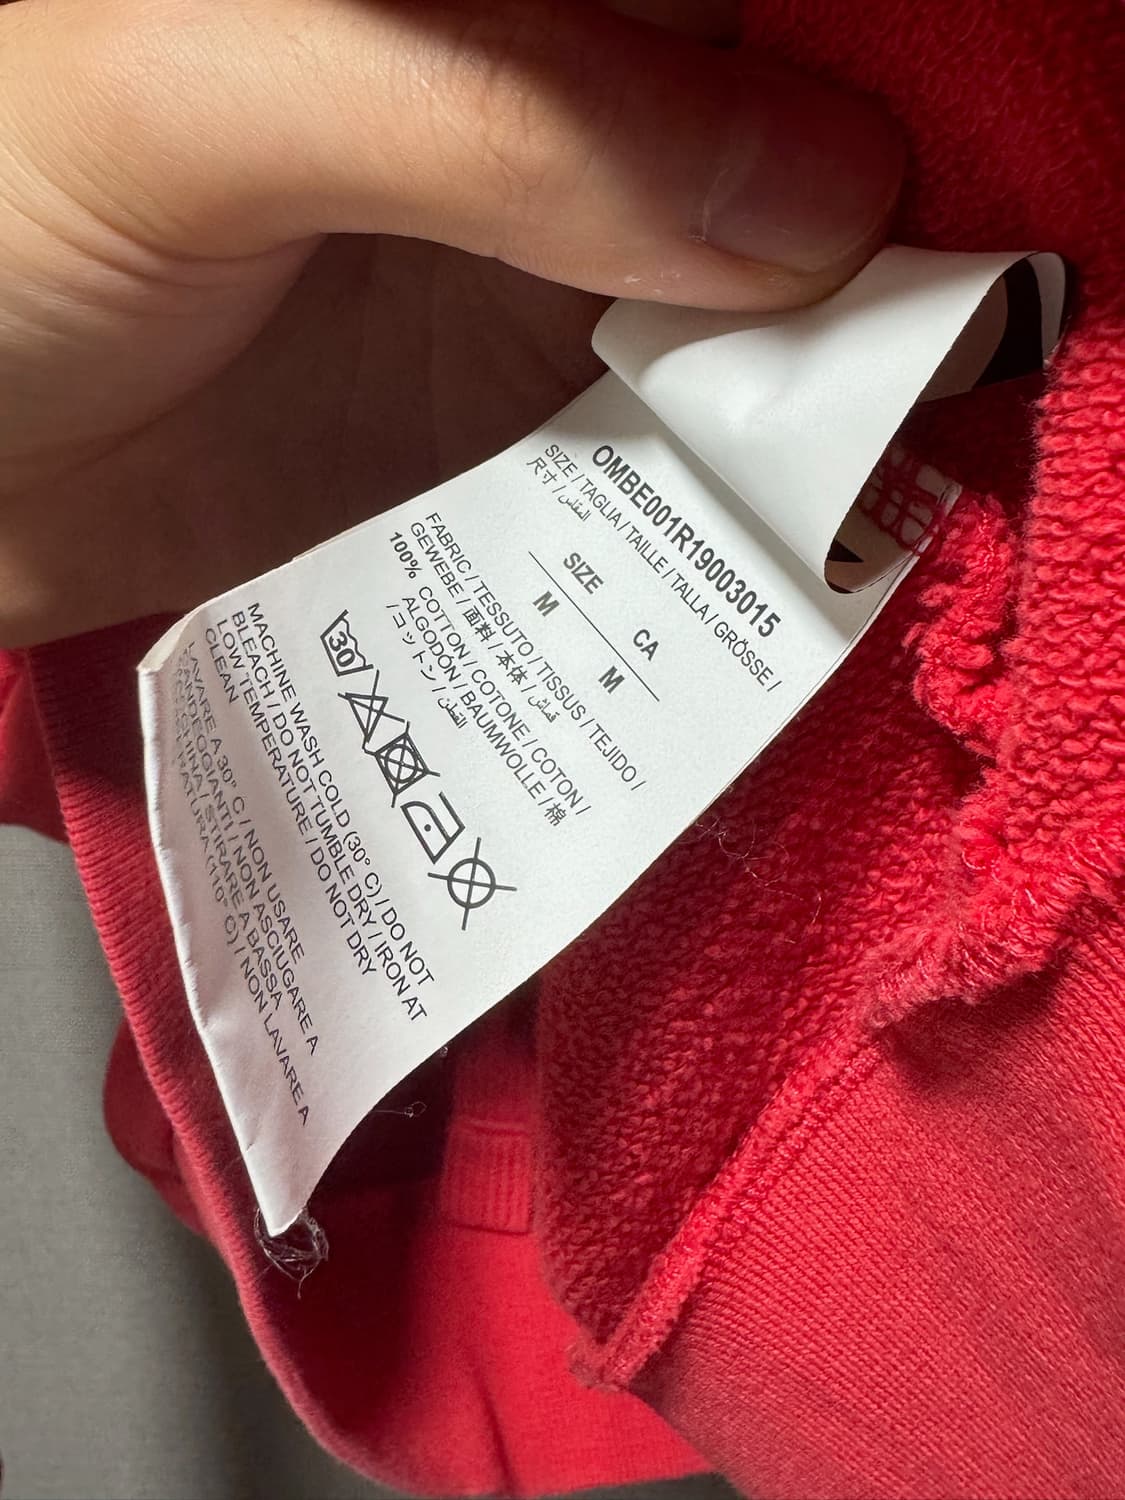 OMBE001R19003015
SIZE / TAGLIA / TAILLE / TALLA / GRÖSSE /
尺寸 / المقاس
SIZE CA
M M
FABRIC / TESSUTO / TISSUS / TEJIDO /
GEWEBE / 面料 / 本体 / قماش
100% COTTON / COTONE / COTON /
ALGODÓN / BAUMWOLLE / 棉
/ コットン / القطن
30
MACHINE WASH COLD (30° C) / DO NOT
BLEACH / DO NOT TUMBLE DRY / IRON AT
LOW TEMPERATURE / DO NOT DRY
CLEAN
LAVARE A 30° C / NON USARE
CANDEGGIANTI / NON ASCIUGARE A
MACCHINA / STIRARE A BASSA
TEMPERATURA (110° C) / NON LAVARE A